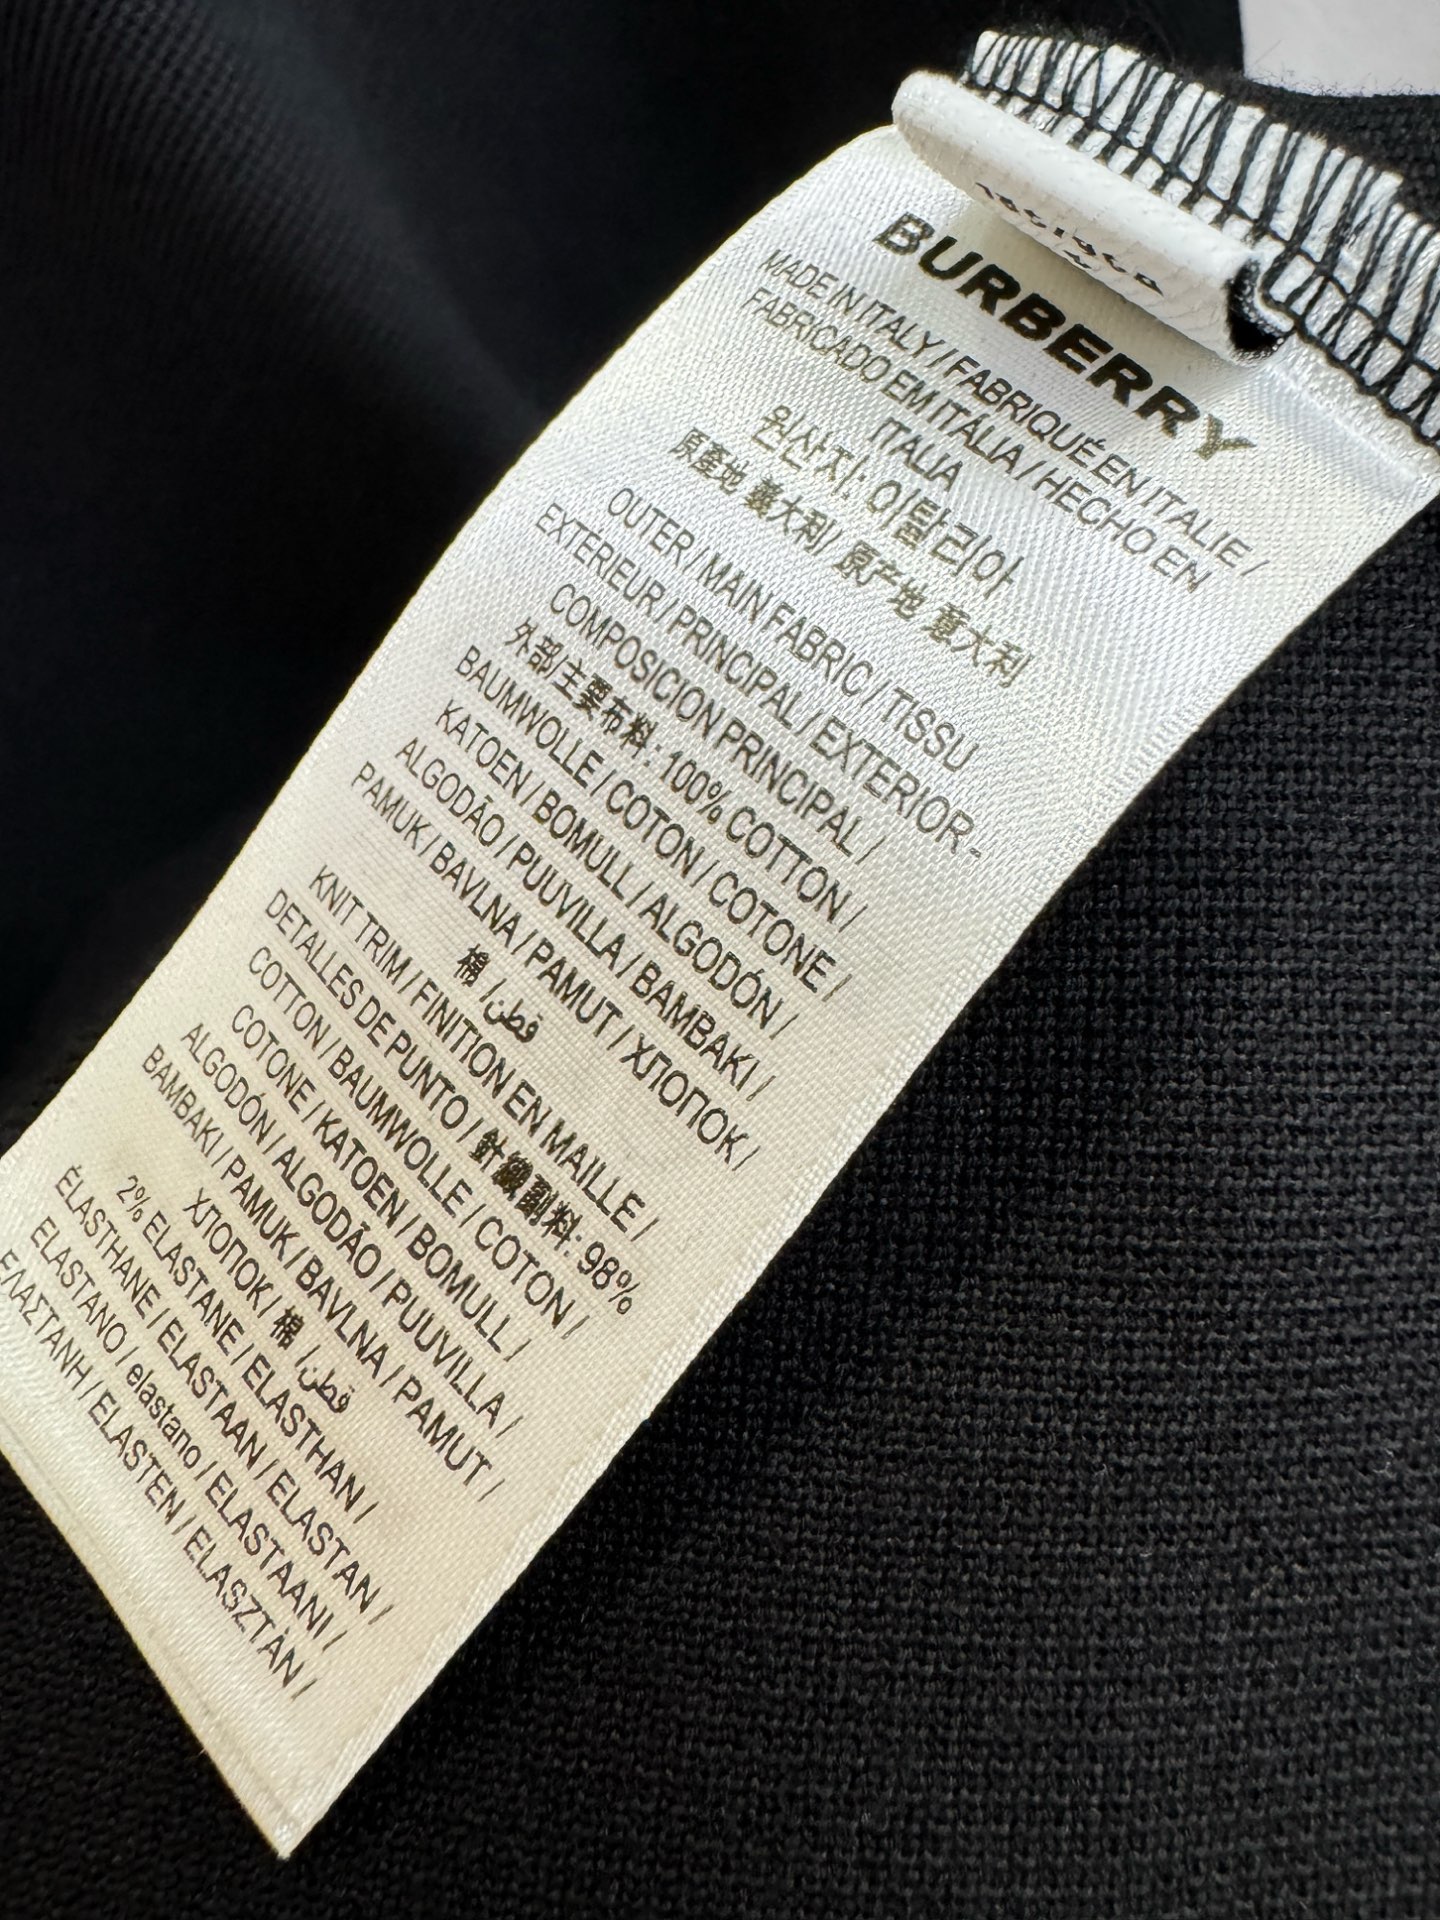 BURBERRY
MADE IN ITALY / FABRIQUÉ EN ITALIE /
FABRICADO EM ITÁLIA / HECHO EN
ITALIA
원산지: 이탈리아
原產地 義大利/ 原产地 意大利
OUTER / MAIN FABRIC / TISSU
EXTERIEUR / PRINCIPAL / EXTERIOR-
COMPOSICION PRINCIPAL /
外部/主要布料: 100% COTTON /
BAUMWOLLE / COTON / COTONE /
KATOEN / BOMULL / ALGODÓN /
ALGODÃO / PUUVILLA / BAMBAKI /
PAMUK / BAVLNA / PAMUT / ХЛОПОК /
棉 /قطن
KNIT TRIM / FINITION EN MAILLE /
DETALLES DE PUNTO / 針織副料: 98%
COTTON / BAUMWOLLE / COTON /
COTONE / KATOEN / BOMULL /
ALGODÓN / ALGODÃO / PUUVILLA /
BAMBAKI / PAMUK / BAVLNA / PAMUT /
ХЛОПОК / 棉 /قطن
2% ELASTANE / ELASTHAN /
ÉLASTHANE / ELASTAAN / ELASTAN /
ELASTANO / elastano / ELASTAANI /
ΕΛΑΣΤΑΝΗ / ELASTEN / ELASZTÁN /